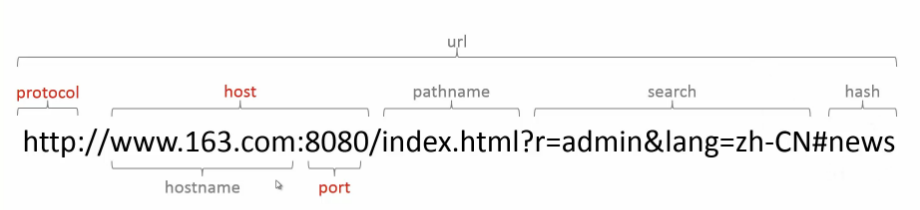 url
protocol host pathname search hash
http://www.163.com:8080/index.html?r=admin&lang=zh-CN#news
hostname port